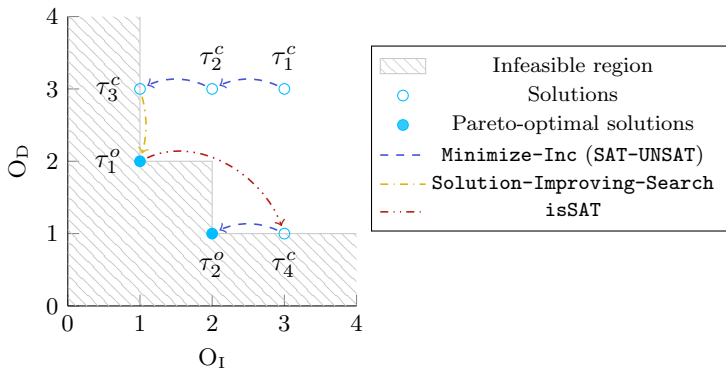 4
3
2
1
0
0
1
2
3
4
O_D
O_I
τ_3^c
τ_2^c
τ_1^c
τ_1^o
τ_2^o
τ_4^c
Infeasible region
Solutions
Pareto-optimal solutions
Minimize-Inc (SAT-UNSAT)
Solution-Improving-Search
isSAT